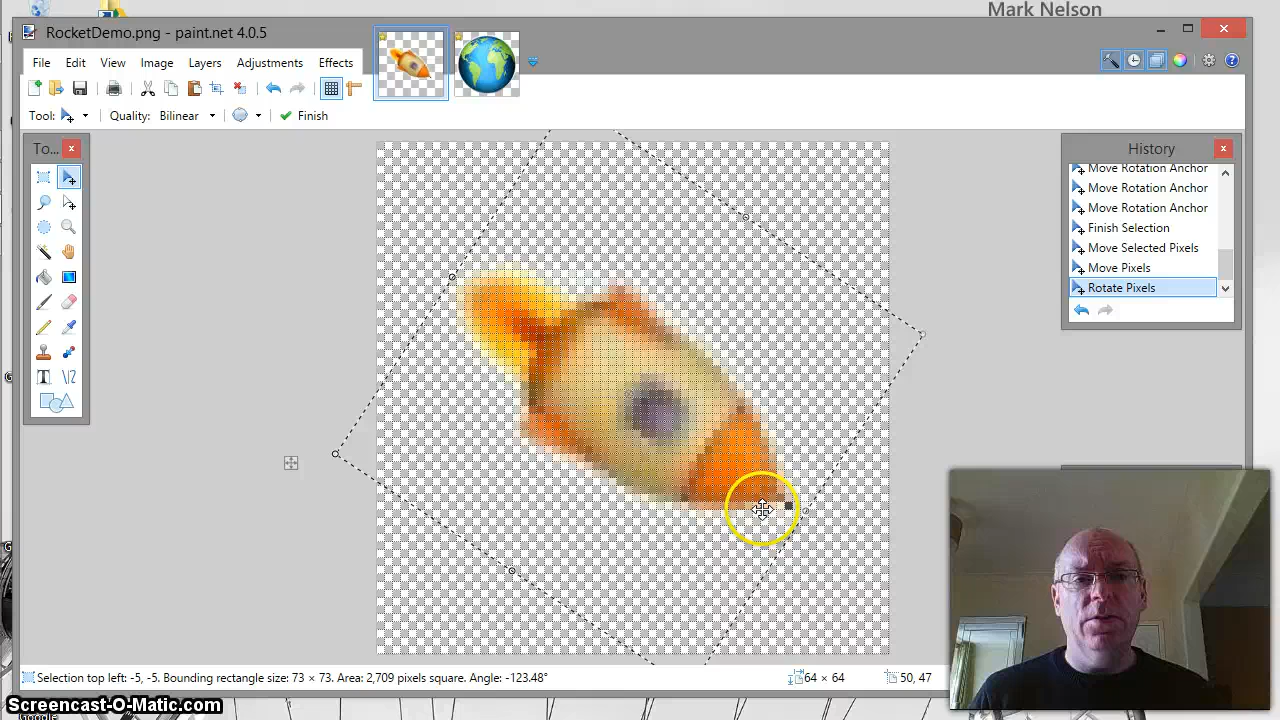 Mark Nelson
RocketDemo.png - paint.net 4.0.5
File Edit View Image Layers Adjustments Effects
Tool: Quality: Bilinear Finish
To...
History
Move Rotation Anchor
Move Rotation Anchor
Move Rotation Anchor
Finish Selection
Move Selected Pixels
Move Pixels
Rotate Pixels
Selection top left: -5, -5. Bounding rectangle size: 73 × 73. Area: 2,709 pixels square. Angle: -123.48°
64 × 64
50, 47
Screencast-O-Matic.com
Google